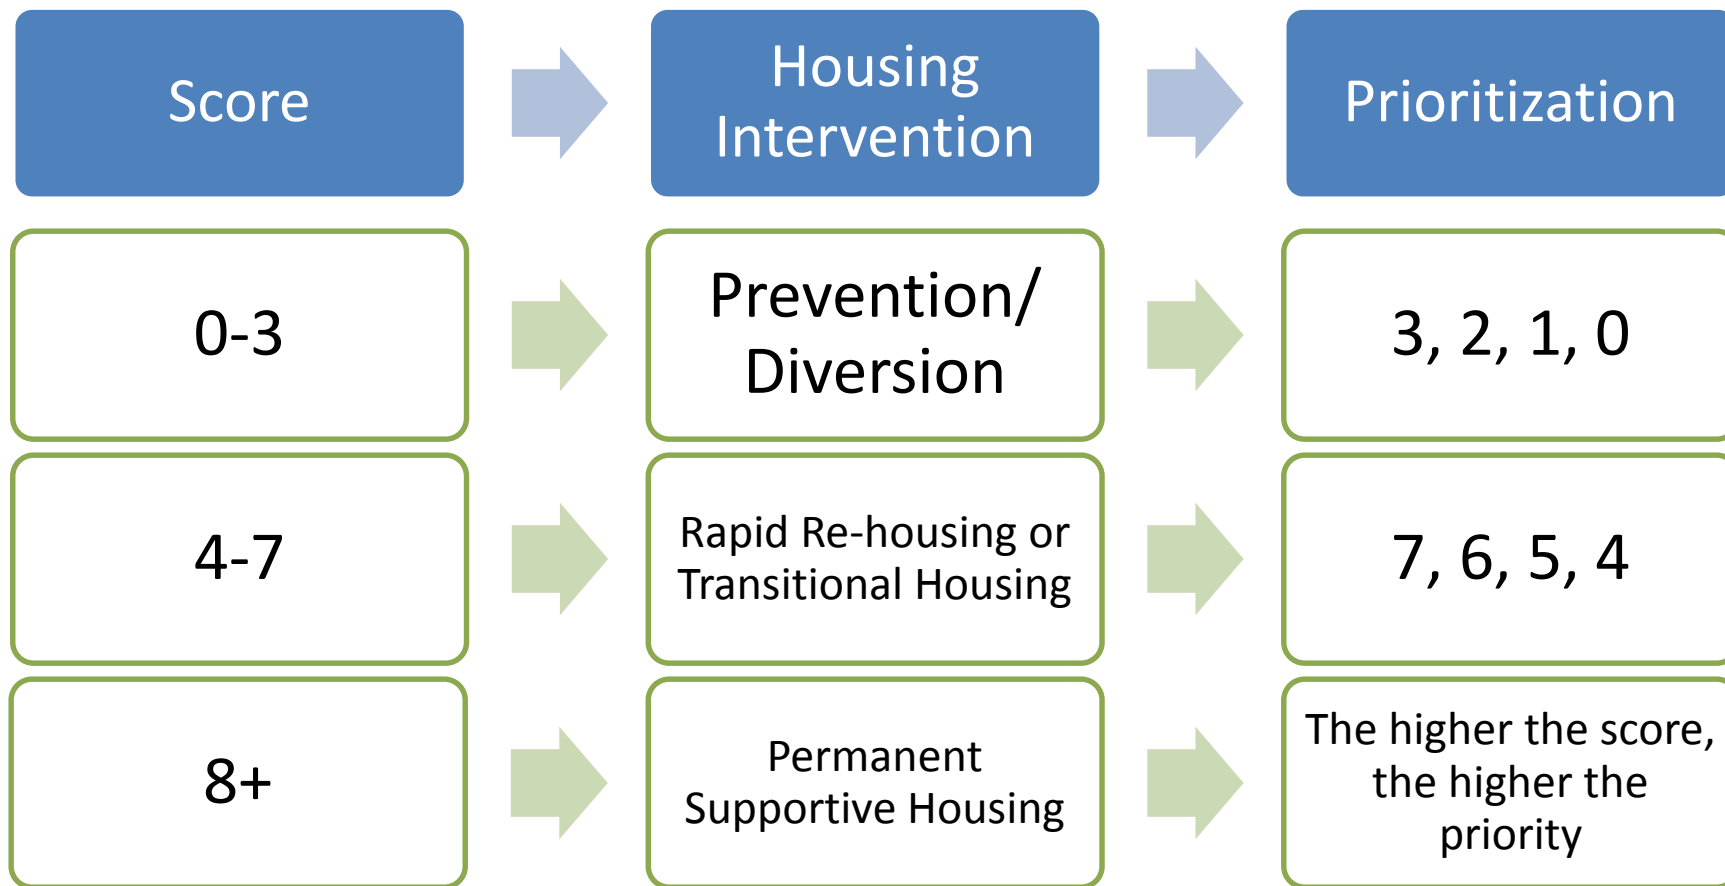 Score
Housing
Intervention
Prioritization
0-3
Prevention/
Diversion
3, 2, 1, 0
4-7
Rapid Re-housing or
Transitional Housing
7, 6, 5, 4
8+
Permanent
Supportive Housing
The higher the score,
the higher the
priority